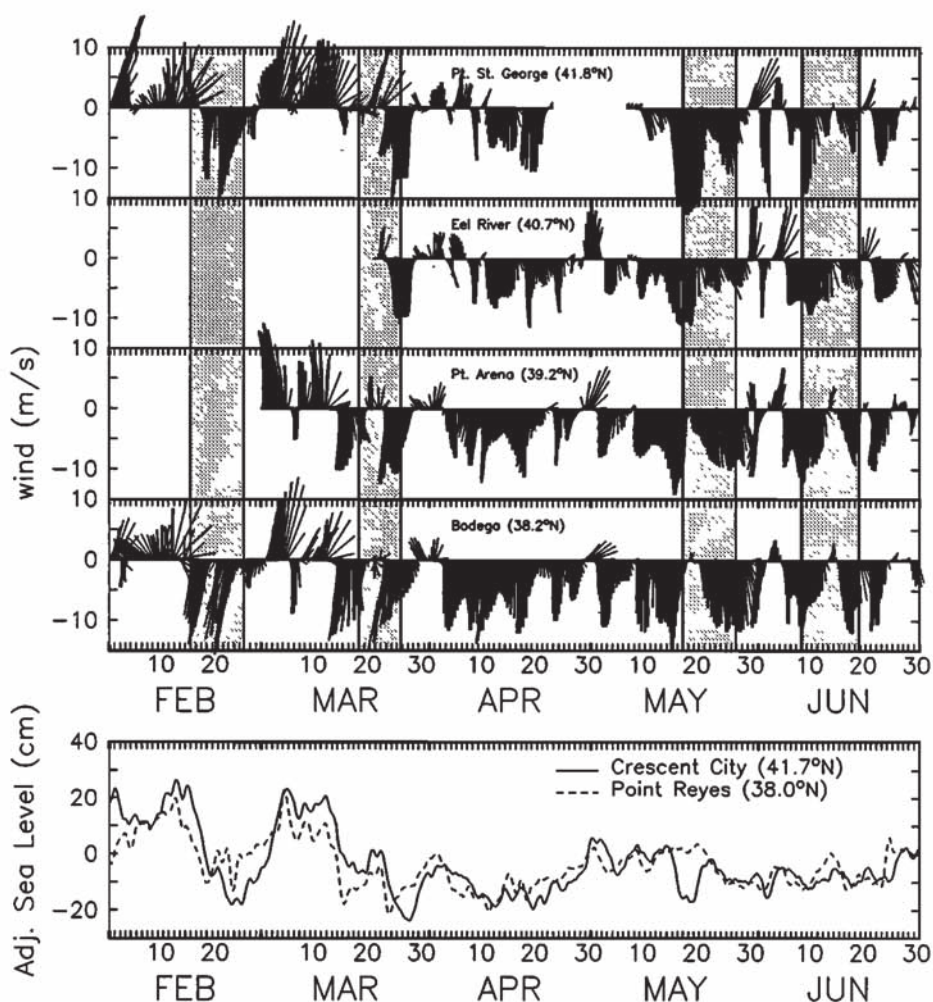 10
Pt. St. George (41.8°N)
0
-10
10
Eel River (40.7°N)
0
-10
10
Pt. Arena (39.2°N)
0
-10
10
Bodega (38.2°N)
0
-10
wind (m/s)
10 20 10 20 30 10 20 30 10 20 30 10 20 30
FEB MAR APR MAY JUN
40
Crescent City (41.7°N)
Point Reyes (38.0°N)
20
0
-20
Adj. Sea Level (cm)
10 20 10 20 30 10 20 30 10 20 30 10 20 30
FEB MAR APR MAY JUN